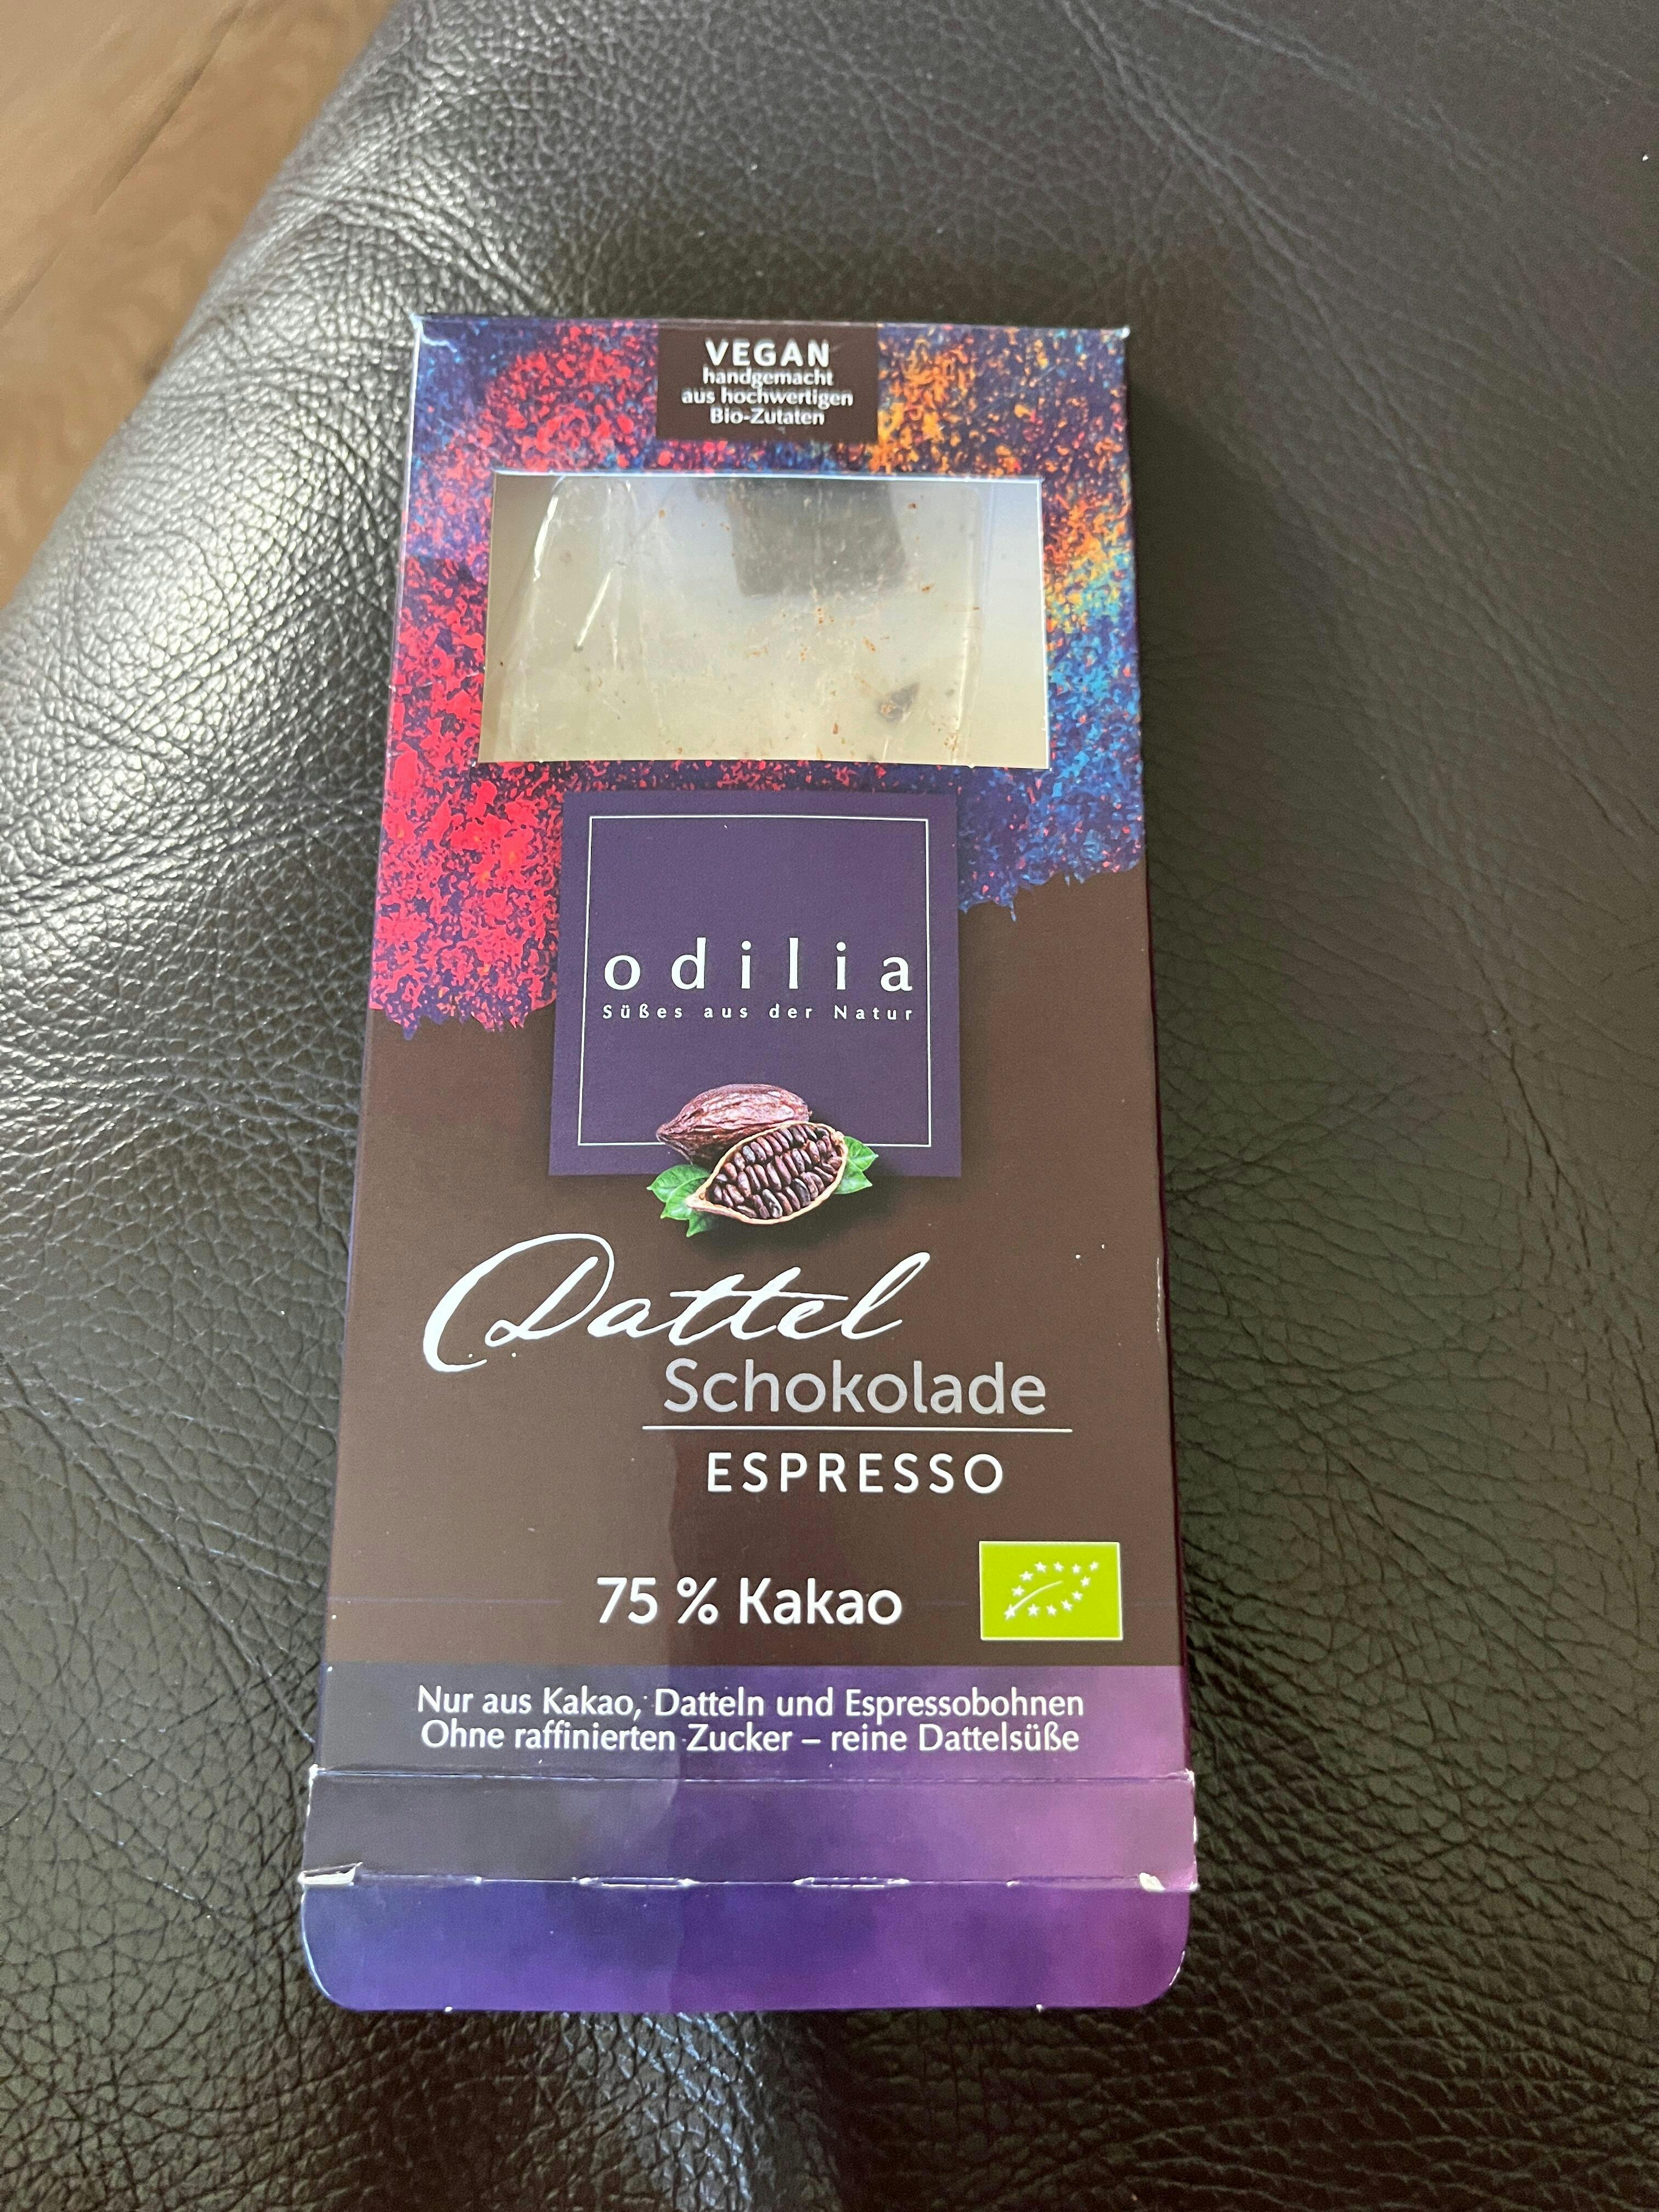 VEGAN
handgemacht
aus hochwertigen
Bio-Zutaten
odilia
Süßes aus der Natur
Dattel
Schokolade
ESPRESSO
75 % Kakao
Nur aus Kakao, Datteln und Espressobohnen
Ohne raffinierten Zucker – reine Dattelsüße